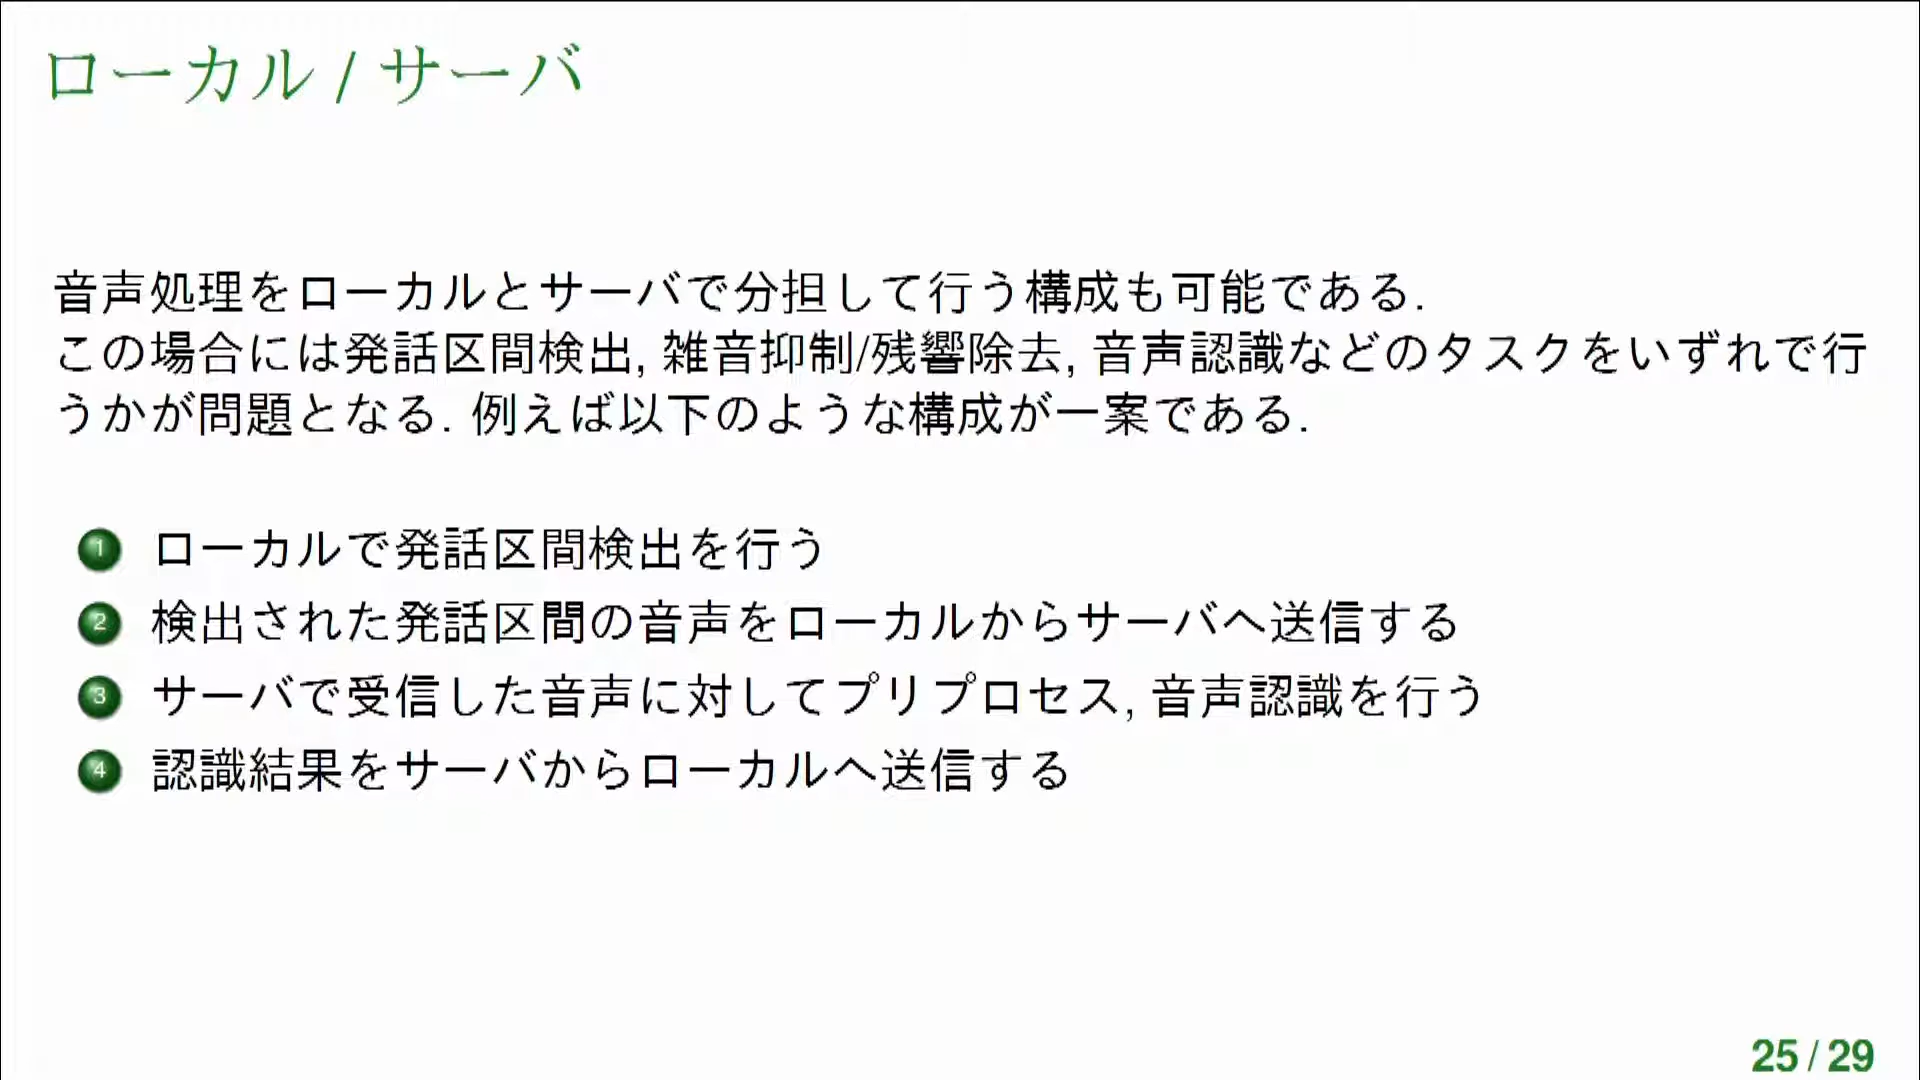 ローカル / サーバ
音声処理をローカルとサーバで分担して行う構成も可能である.
この場合には発話区間検出, 雑音抑制/残響除去, 音声認識などのタスクをいずれで行
うかが問題となる. 例えば以下のような構成が一案である.
1 ローカルで発話区間検出を行う
2 検出された発話区間の音声をローカルからサーバへ送信する
3 サーバで受信した音声に対してプリプロセス, 音声認識を行う
4 認識結果をサーバからローカルへ送信する
25 / 29